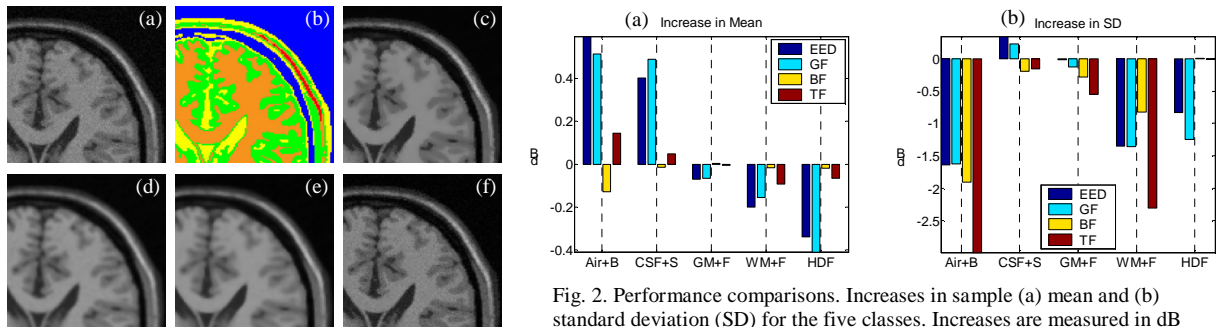 (a)
(b)
(c)
(d)
(e)
(f)
(a) Increase in Mean
EED
GF
BF
TF
0.4
0.2
0
-0.2
-0.4
dB
Air+B CSF+S GM+F WM+F HDF
(b) Increase in SD
0
-0.5
-1
-1.5
-2
-2.5
dB
EED
GF
BF
TF
Air+B CSF+S GM+F WM+F HDF
Fig. 2. Performance comparisons. Increases in sample (a) mean and (b)
standard deviation (SD) for the five classes. Increases are measured in dB